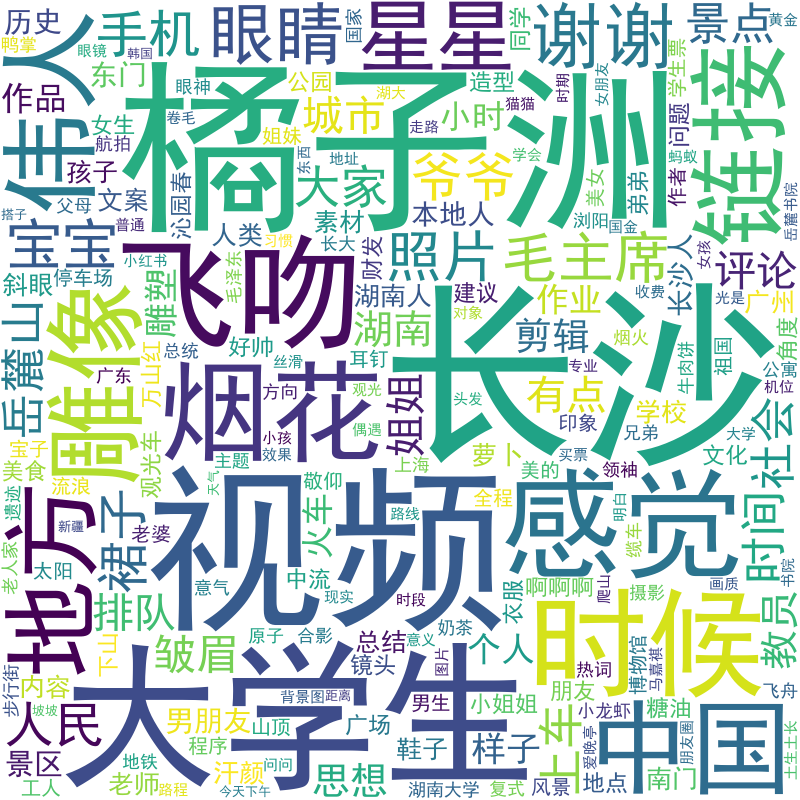 历史
手机
眼睛
星星
谢谢
景点
黄金
鸭掌
眼镜
韩国
国家
同学
伟人
东门
橘子洲
链接
学生票
作品
女生
眼神
卷毛
公园
城市
湖大
造型
小时
猫猫
时期
女朋友
问题
航拍
姐妹
走路
孩子
沁园春
地址
大家
东西
爷爷
学会
弟弟
美女
作者
蚂蚁
岳麓书院
搭子
父母
文案
宝宝
普通
人类
习惯
素材
长大
本地人
浏阳
国金
长沙人
女孩
飞吻
照片
毛主席
评论
斜眼
停车场
小红书
雕塑
毛泽东
财发
湖南人
对象
建议
作业
光是
收费
广州
岳麓山
雕像
万山红
总统
好帅
丝滑
耳钉
湖南
长沙
剪辑
烟火
祖国
牛肉饼
角度
广东
方向
观光
烟花
姐姐
头发
专业
有点
印象
学校
兄弟
机位
社会
宝子
观光车
小孩
偶遇
美食
主题
效果
敬仰
上海
萝卜
美的
领袖
买票
文化
大学
遗迹
流浪
天气
视频
感觉
全程
路线
明白
缆车
时间
书院
地方
裙子
新疆
老婆
火车
老人家
太阳
意气
中流
现实
时段
啊啊啊
衣服
摄影
爬山
画质
排队
原子
合影
意义
奶茶
时候
教员
下山
皱眉
总结
个人
热词
博物馆
马嘉祺
飞舟
步行街
大学生
镜头
图片
中国
内容
背景图
距离
人民
坡坡
男朋友
山顶
广场
男生
小姐姐
朋友
小龙虾
糖油
上车
朋友圈
爱晚亭
土生土长
景区
地铁
程序
鞋子
样子
工人
老师
路程
汗颜
问问
今天下午
思想
湖南大学
复式
风景
地点
南门